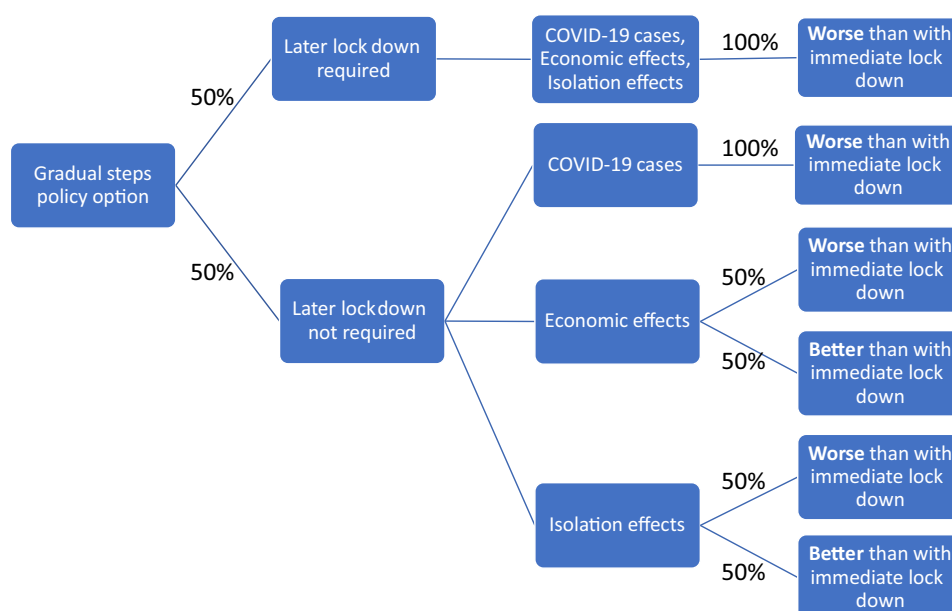 Gradual steps
policy option
50%
50%
Later lock down
required
Later lockdown
not required
COVID-19 cases,
Economic effects,
Isolation effects
100%
Worse than with
immediate lock
down
COVID-19 cases
100%
Worse than with
immediate lock
down
Economic effects
50%
Worse than with
immediate lock
down
50%
Better than with
immediate lock
down
Isolation effects
50%
Worse than with
immediate lock
down
50%
Better than with
immediate lock
down